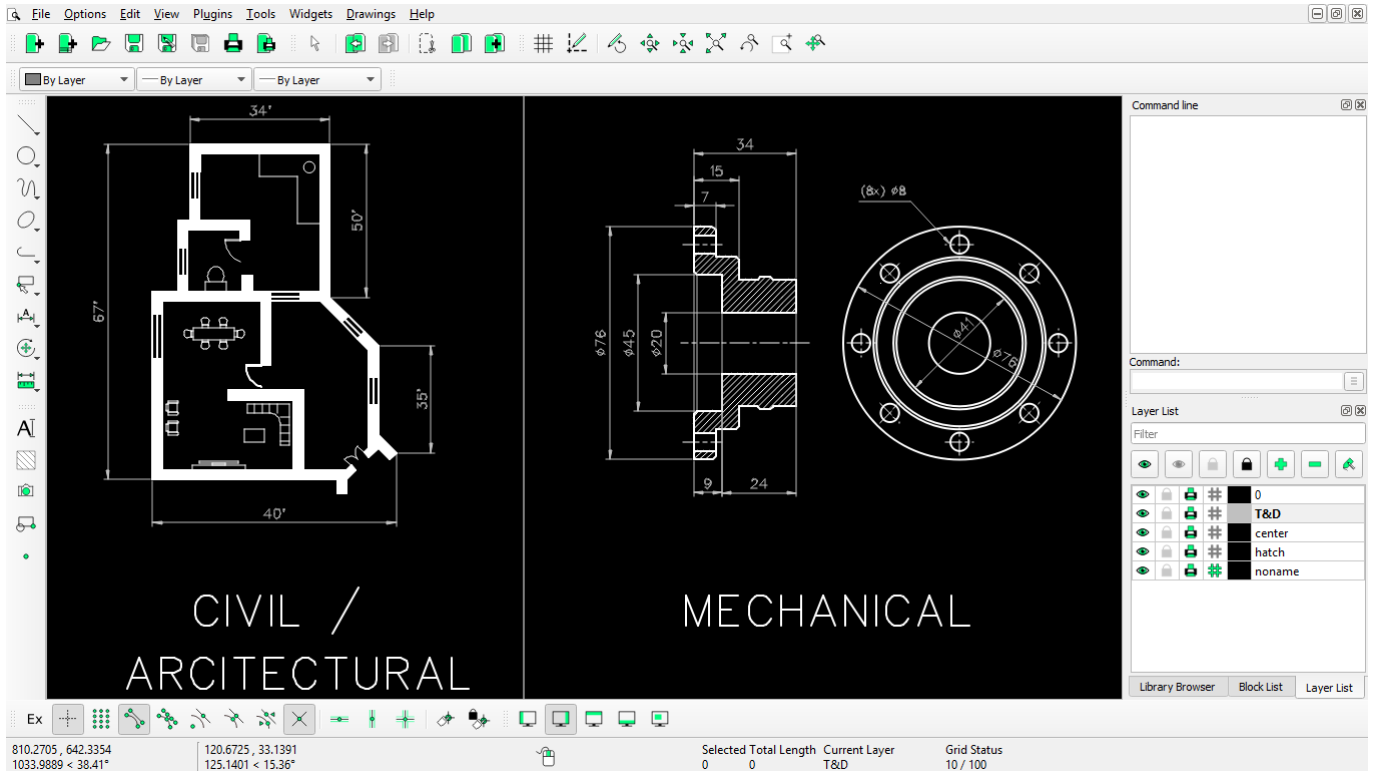 File Options Edit View Plugins Tools Widgets Drawings Help
By Layer By Layer By Layer
Command line
Command:
Layer List
Filter
0
T&D
center
hatch
noname
Library Browser Block List Layer List
34'
50'
67'
35'
40'
CIVIL /
ARCITECTURAL
34
15
7
(8x) ⌀8
⌀76
⌀45
⌀20
⌀41
⌀76
9 24
MECHANICAL
Ex
810.2705 , 642.3354 120.6725 , 33.1391 Selected Total Length Current Layer Grid Status
1033.9889 < 38.41° 125.1401 < 15.36° 0 0 T&D 10 / 100